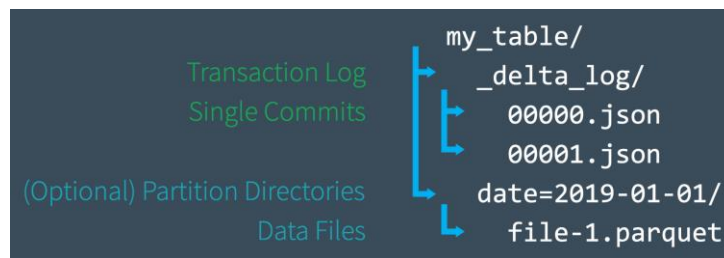 my_table/
Transaction Log _delta_log/
Single Commits 00000.json
00001.json
(Optional) Partition Directories date=2019-01-01/
Data Files file-1.parquet